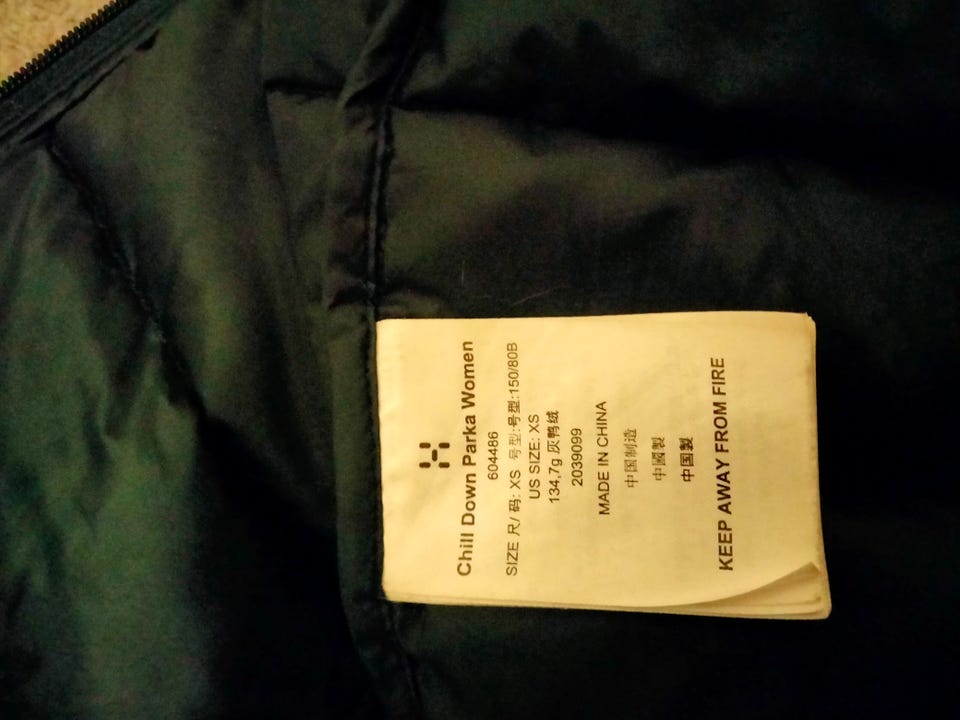 Chill Down Parka Women
604486
SIZE 尺/码: XS 号型:号型:150/80B
US SIZE: XS
134,7g 灰鸭绒
2039099
MADE IN CHINA
中国制造
中國製
中国製
KEEP AWAY FROM FIRE